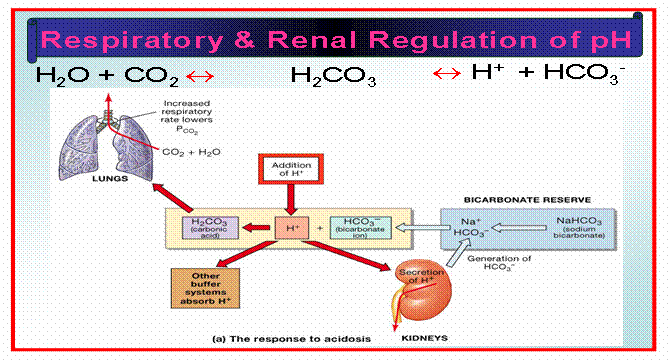 Respiratory & Renal Regulation of pH
H₂O + CO₂ ↔ H₂CO₃ ↔ H⁺ + HCO₃⁻
Increased
respiratory
rate lowers
P_CO₂
CO₂ + H₂O
LUNGS
Addition
of H⁺
H₂CO₃
(carbonic
acid)
H⁺
+
HCO₃⁻
(bicarbonate
ion)
BICARBONATE RESERVE
Na⁺
HCO₃⁻
NaHCO₃
(sodium
bicarbonate)
Generation of
HCO₃⁻
Other
buffer
systems
absorb H⁺
Secretion
of H⁺
(a) The response to acidosis
KIDNEYS